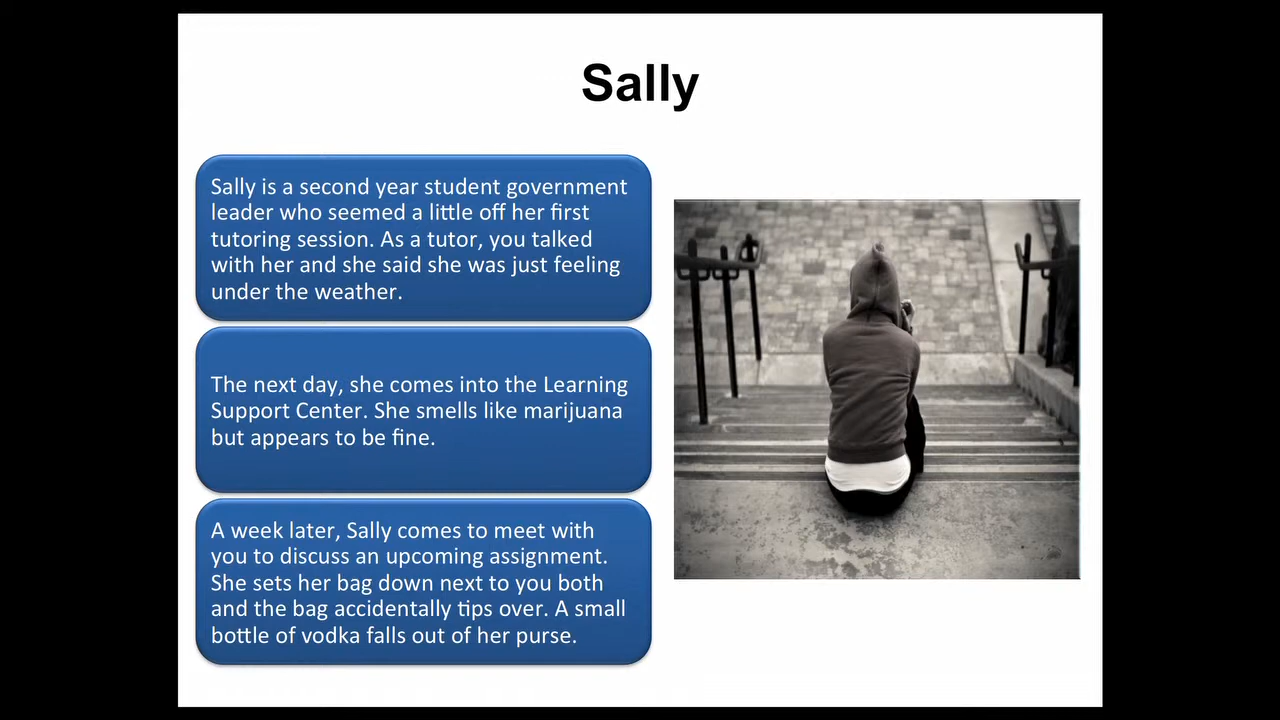 Sally
Sally is a second year student government
leader who seemed a little off her first
tutoring session. As a tutor, you talked
with her and she said she was just feeling
under the weather.
The next day, she comes into the Learning
Support Center. She smells like marijuana
but appears to be fine.
A week later, Sally comes to meet with
you to discuss an upcoming assignment.
She sets her bag down next to you both
and the bag accidentally tips over. A small
bottle of vodka falls out of her purse.